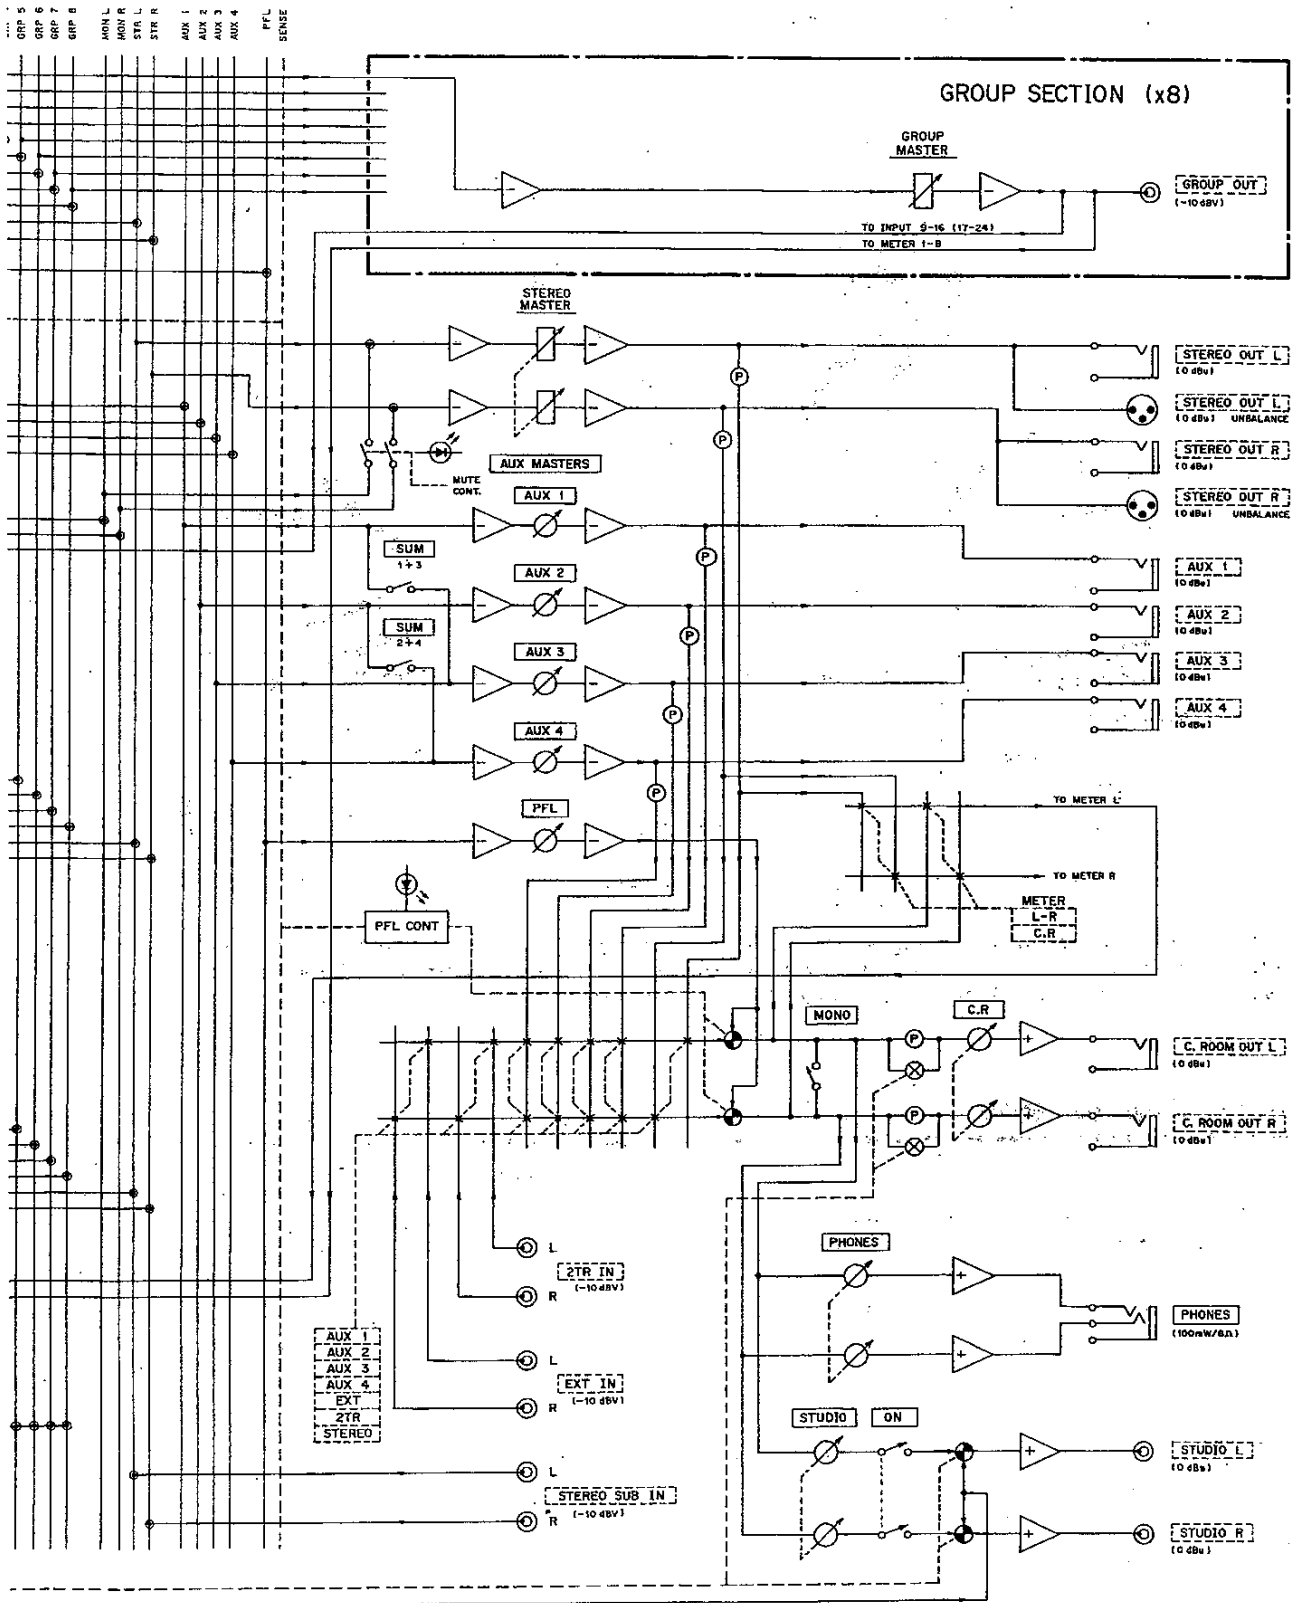 GRP 5
GRP 6
GRP 7
GRP 8
MON L
MON R
STR L
STR R
AUX 1
AUX 2
AUX 3
AUX 4
PFL
SENSE
GROUP SECTION (x8)
GROUP
MASTER
GROUP OUT
(-10 dBV)
TO INPUT 9-16 (17-24)
TO METER 1-8
STEREO
MASTER
STEREO OUT L
(0 dBu)
STEREO OUT L
(0 dBu) UNBALANCE
STEREO OUT R
(0 dBu)
STEREO OUT R
(0 dBu) UNBALANCE
AUX MASTERS
MUTE
CONT.
AUX 1
SUM
1+3
AUX 2
SUM
2+4
AUX 3
AUX 4
PFL
P
P
P
P
P
P
AUX 1
(0 dBu)
AUX 2
(0 dBu)
AUX 3
(0 dBu)
AUX 4
(0 dBu)
TO METER L
TO METER R
METER
L-R
C.R
PFL CONT
MONO
C.R
P
P
C. ROOM OUT L
(0 dBu)
C. ROOM OUT R
(0 dBu)
L
2TR IN
(-10 dBV)
R
L
EXT IN
(-10 dBV)
R
AUX 1
AUX 2
AUX 3
AUX 4
EXT
2TR
STEREO
L
STEREO SUB IN
(-10 dBV)
R
PHONES
PHONES
(100mW/8Ω)
STUDIO
ON
STUDIO L
(0 dBu)
STUDIO R
(0 dBu)